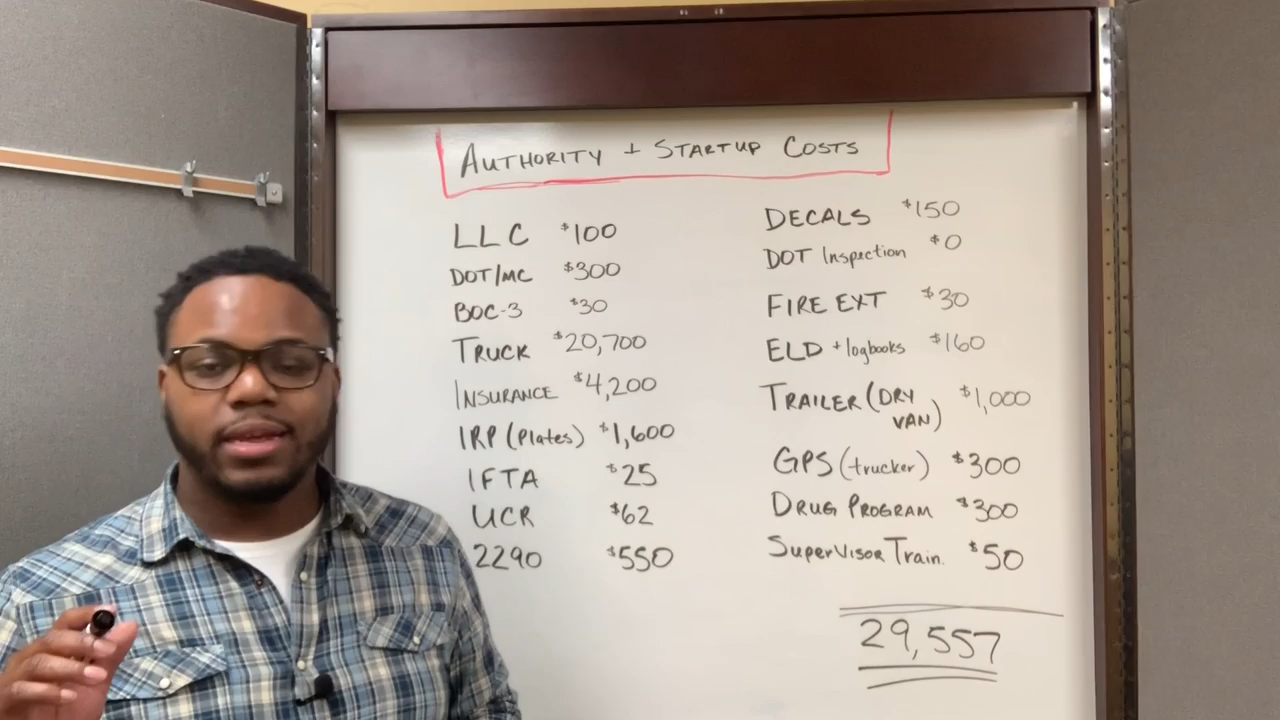 AUTHORITY + STARTUP COSTS
LLC $100
DOT/MC $300
BOC-3 $30
TRUCK $20,700
INSURANCE $4,200
IRP (Plates) $1,600
IFTA $25
UCR $62
2290 $550
DECALS $150
DOT Inspection $0
FIRE EXT $30
ELD + logbooks $160
TRAILER (DRY $1,000
VAN)
GPS (trucker) $300
DRUG PROGRAM $300
SuperVisor Train. $50
29,557